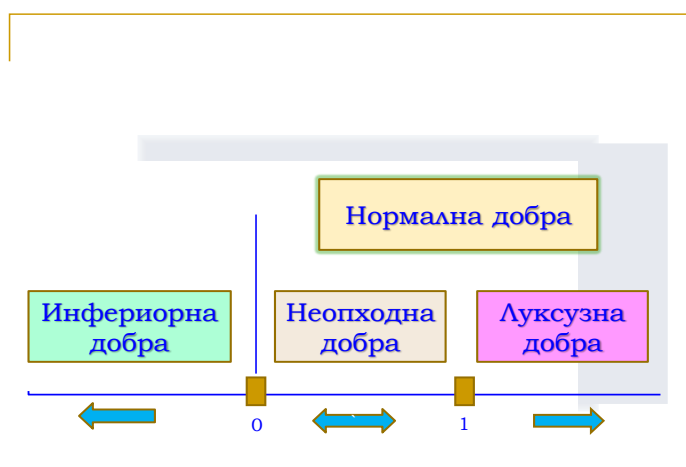 Нормална добра
Инфериорна
добра
Неопходна
добра
Луксузна
добра
0
`
1